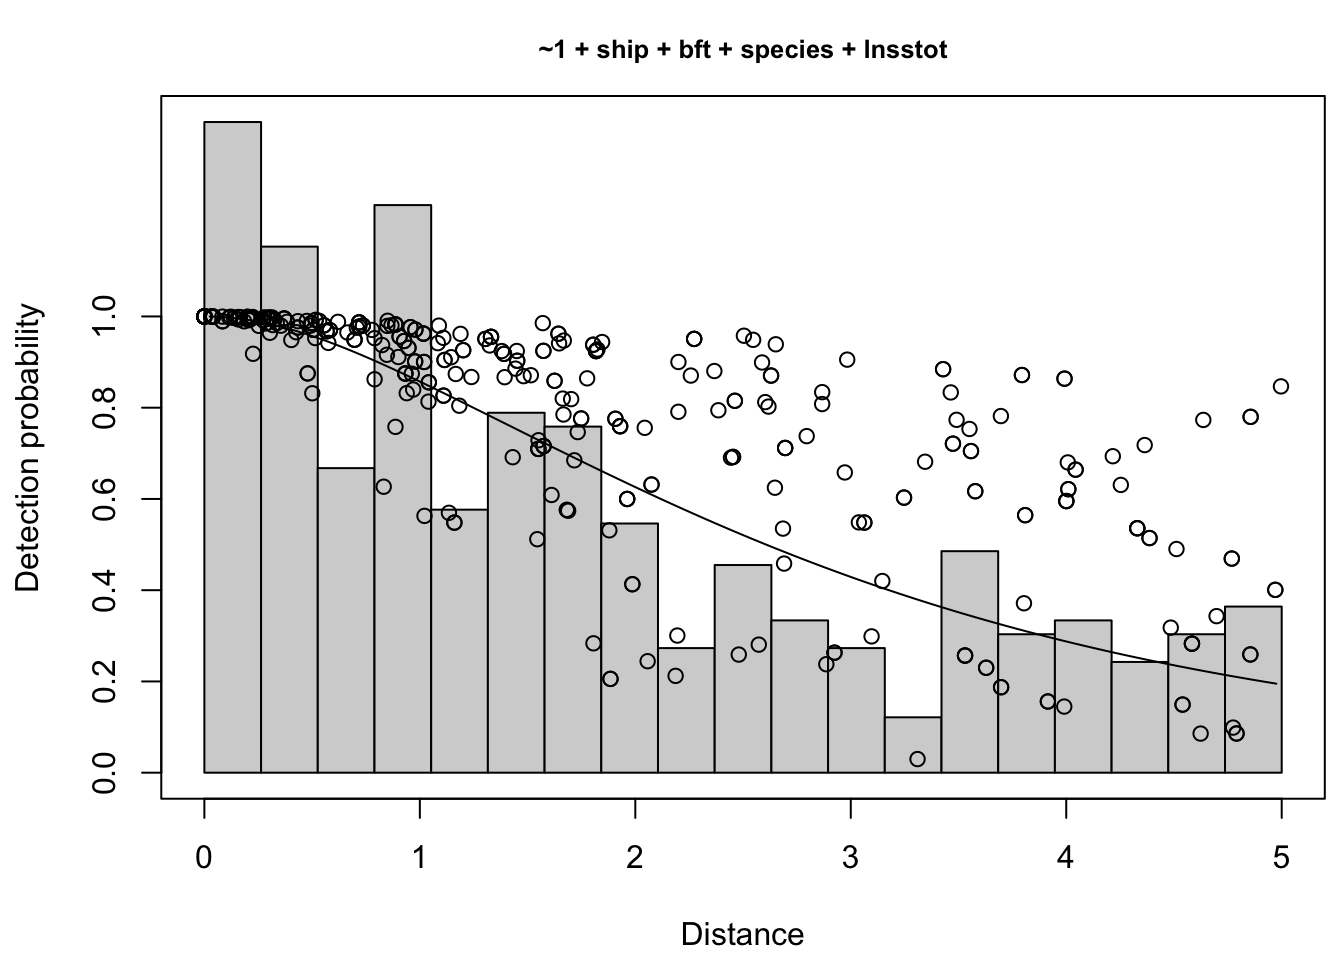 ~1 + ship + bft + species + lnsstot
Detection probability
1.0
0.8
0.6
0.4
0.2
0.0
0 1 2 3 4 5
Distance